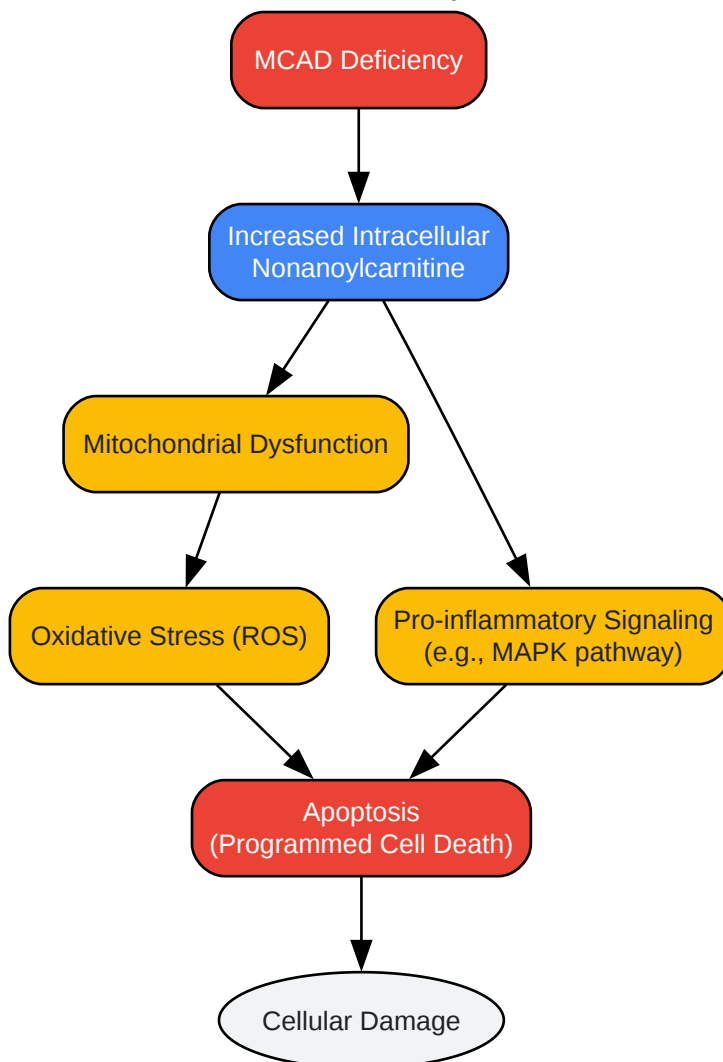 MCAD Deficiency
Increased Intracellular
Nonanoylcarnitine
Mitochondrial Dysfunction
Oxidative Stress (ROS)
Pro-inflammatory Signaling
(e.g., MAPK pathway)
Apoptosis
(Programmed Cell Death)
Cellular Damage